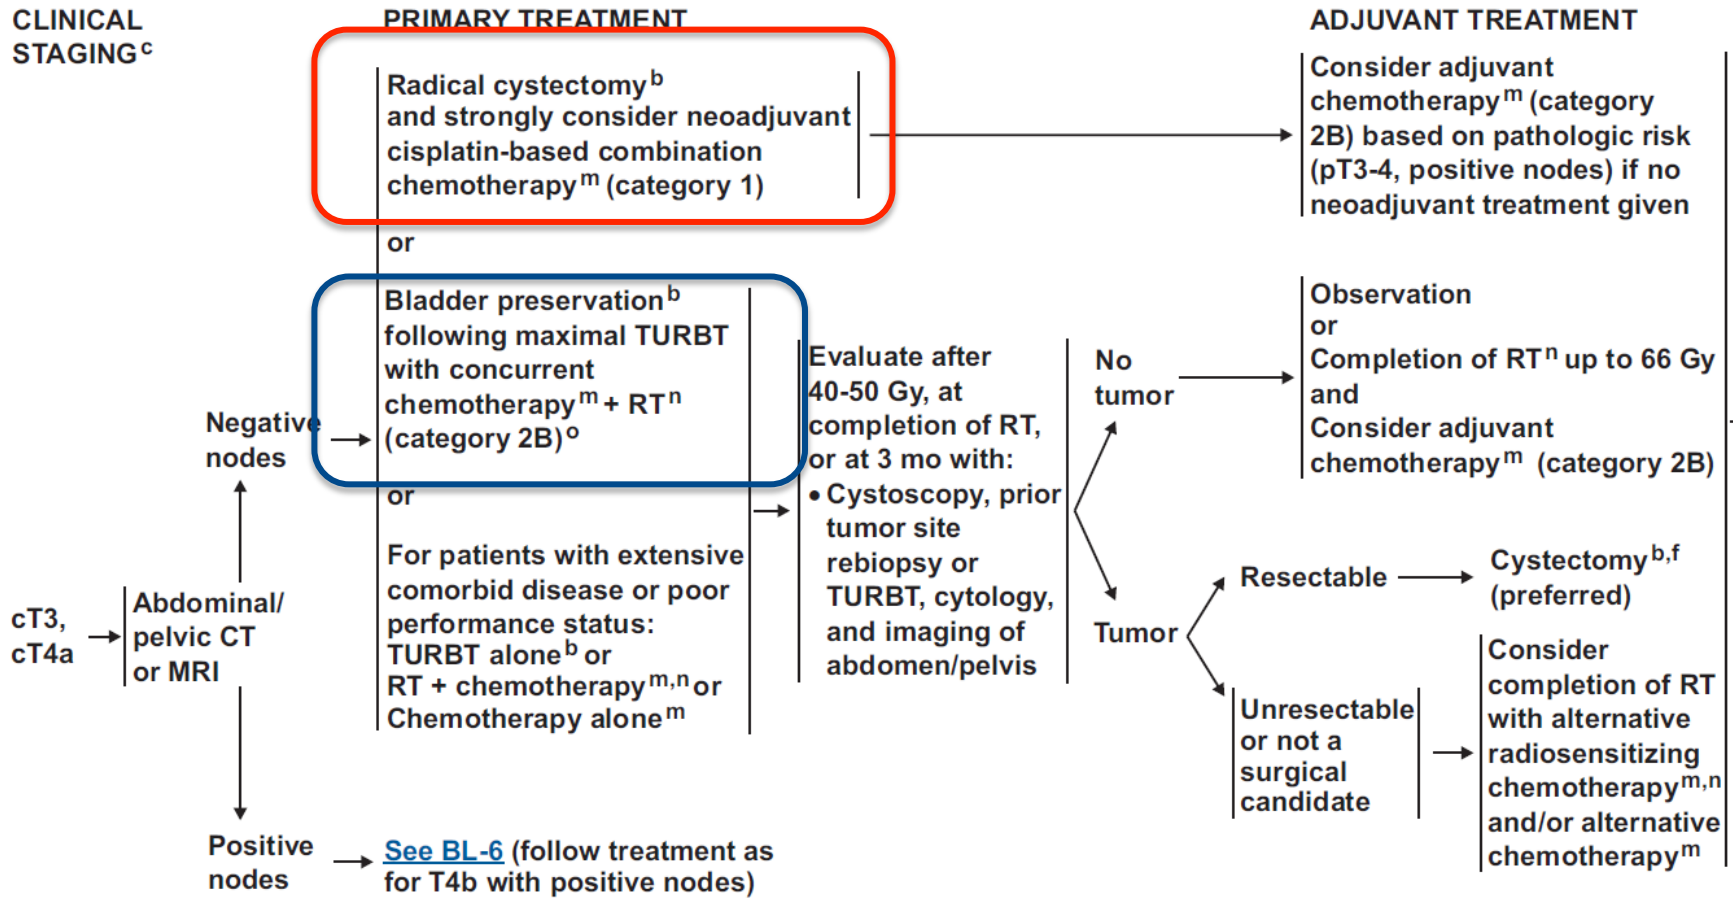 CLINICAL
STAGING c
PRIMARY TREATMENT
ADJUVANT TREATMENT
Radical cystectomy b
and strongly consider neoadjuvant
cisplatin-based combination
chemotherapy m (category 1)
Consider adjuvant
chemotherapy m (category
2B) based on pathologic risk
(pT3-4, positive nodes) if no
neoadjuvant treatment given
or
Bladder preservation b
following maximal TURBT
with concurrent
chemotherapy m + RT n
(category 2B) o
or
For patients with extensive
comorbid disease or poor
performance status:
TURBT alone b or
RT + chemotherapy m,n or
Chemotherapy alone m
Negative
nodes
cT3,
cT4a
Abdominal/
pelvic CT
or MRI
Positive
nodes
See BL-6 (follow treatment as
for T4b with positive nodes)
Evaluate after
40-50 Gy, at
completion of RT,
or at 3 mo with:
• Cystoscopy, prior
tumor site
rebiopsy or
TURBT, cytology,
and imaging of
abdomen/pelvis
No
tumor
Observation
or
Completion of RT n up to 66 Gy
and
Consider adjuvant
chemotherapy m (category 2B)
Tumor
Resectable
Cystectomy b,f
(preferred)
Unresectable
or not a
surgical
candidate
Consider
completion of RT
with alternative
radiosensitizing
chemotherapy m,n
and/or alternative
chemotherapy m